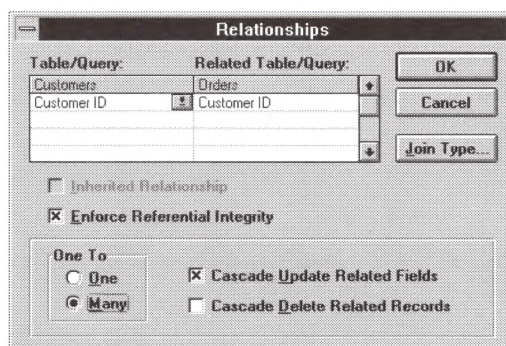 Relationships
Table/Query: Related Table/Query:
Customers Orders
Customer ID Customer ID
OK
Cancel
Join Type...
Inherited Relationship
Enforce Referential Integrity
One To
One
Many
Cascade Update Related Fields
Cascade Delete Related Records